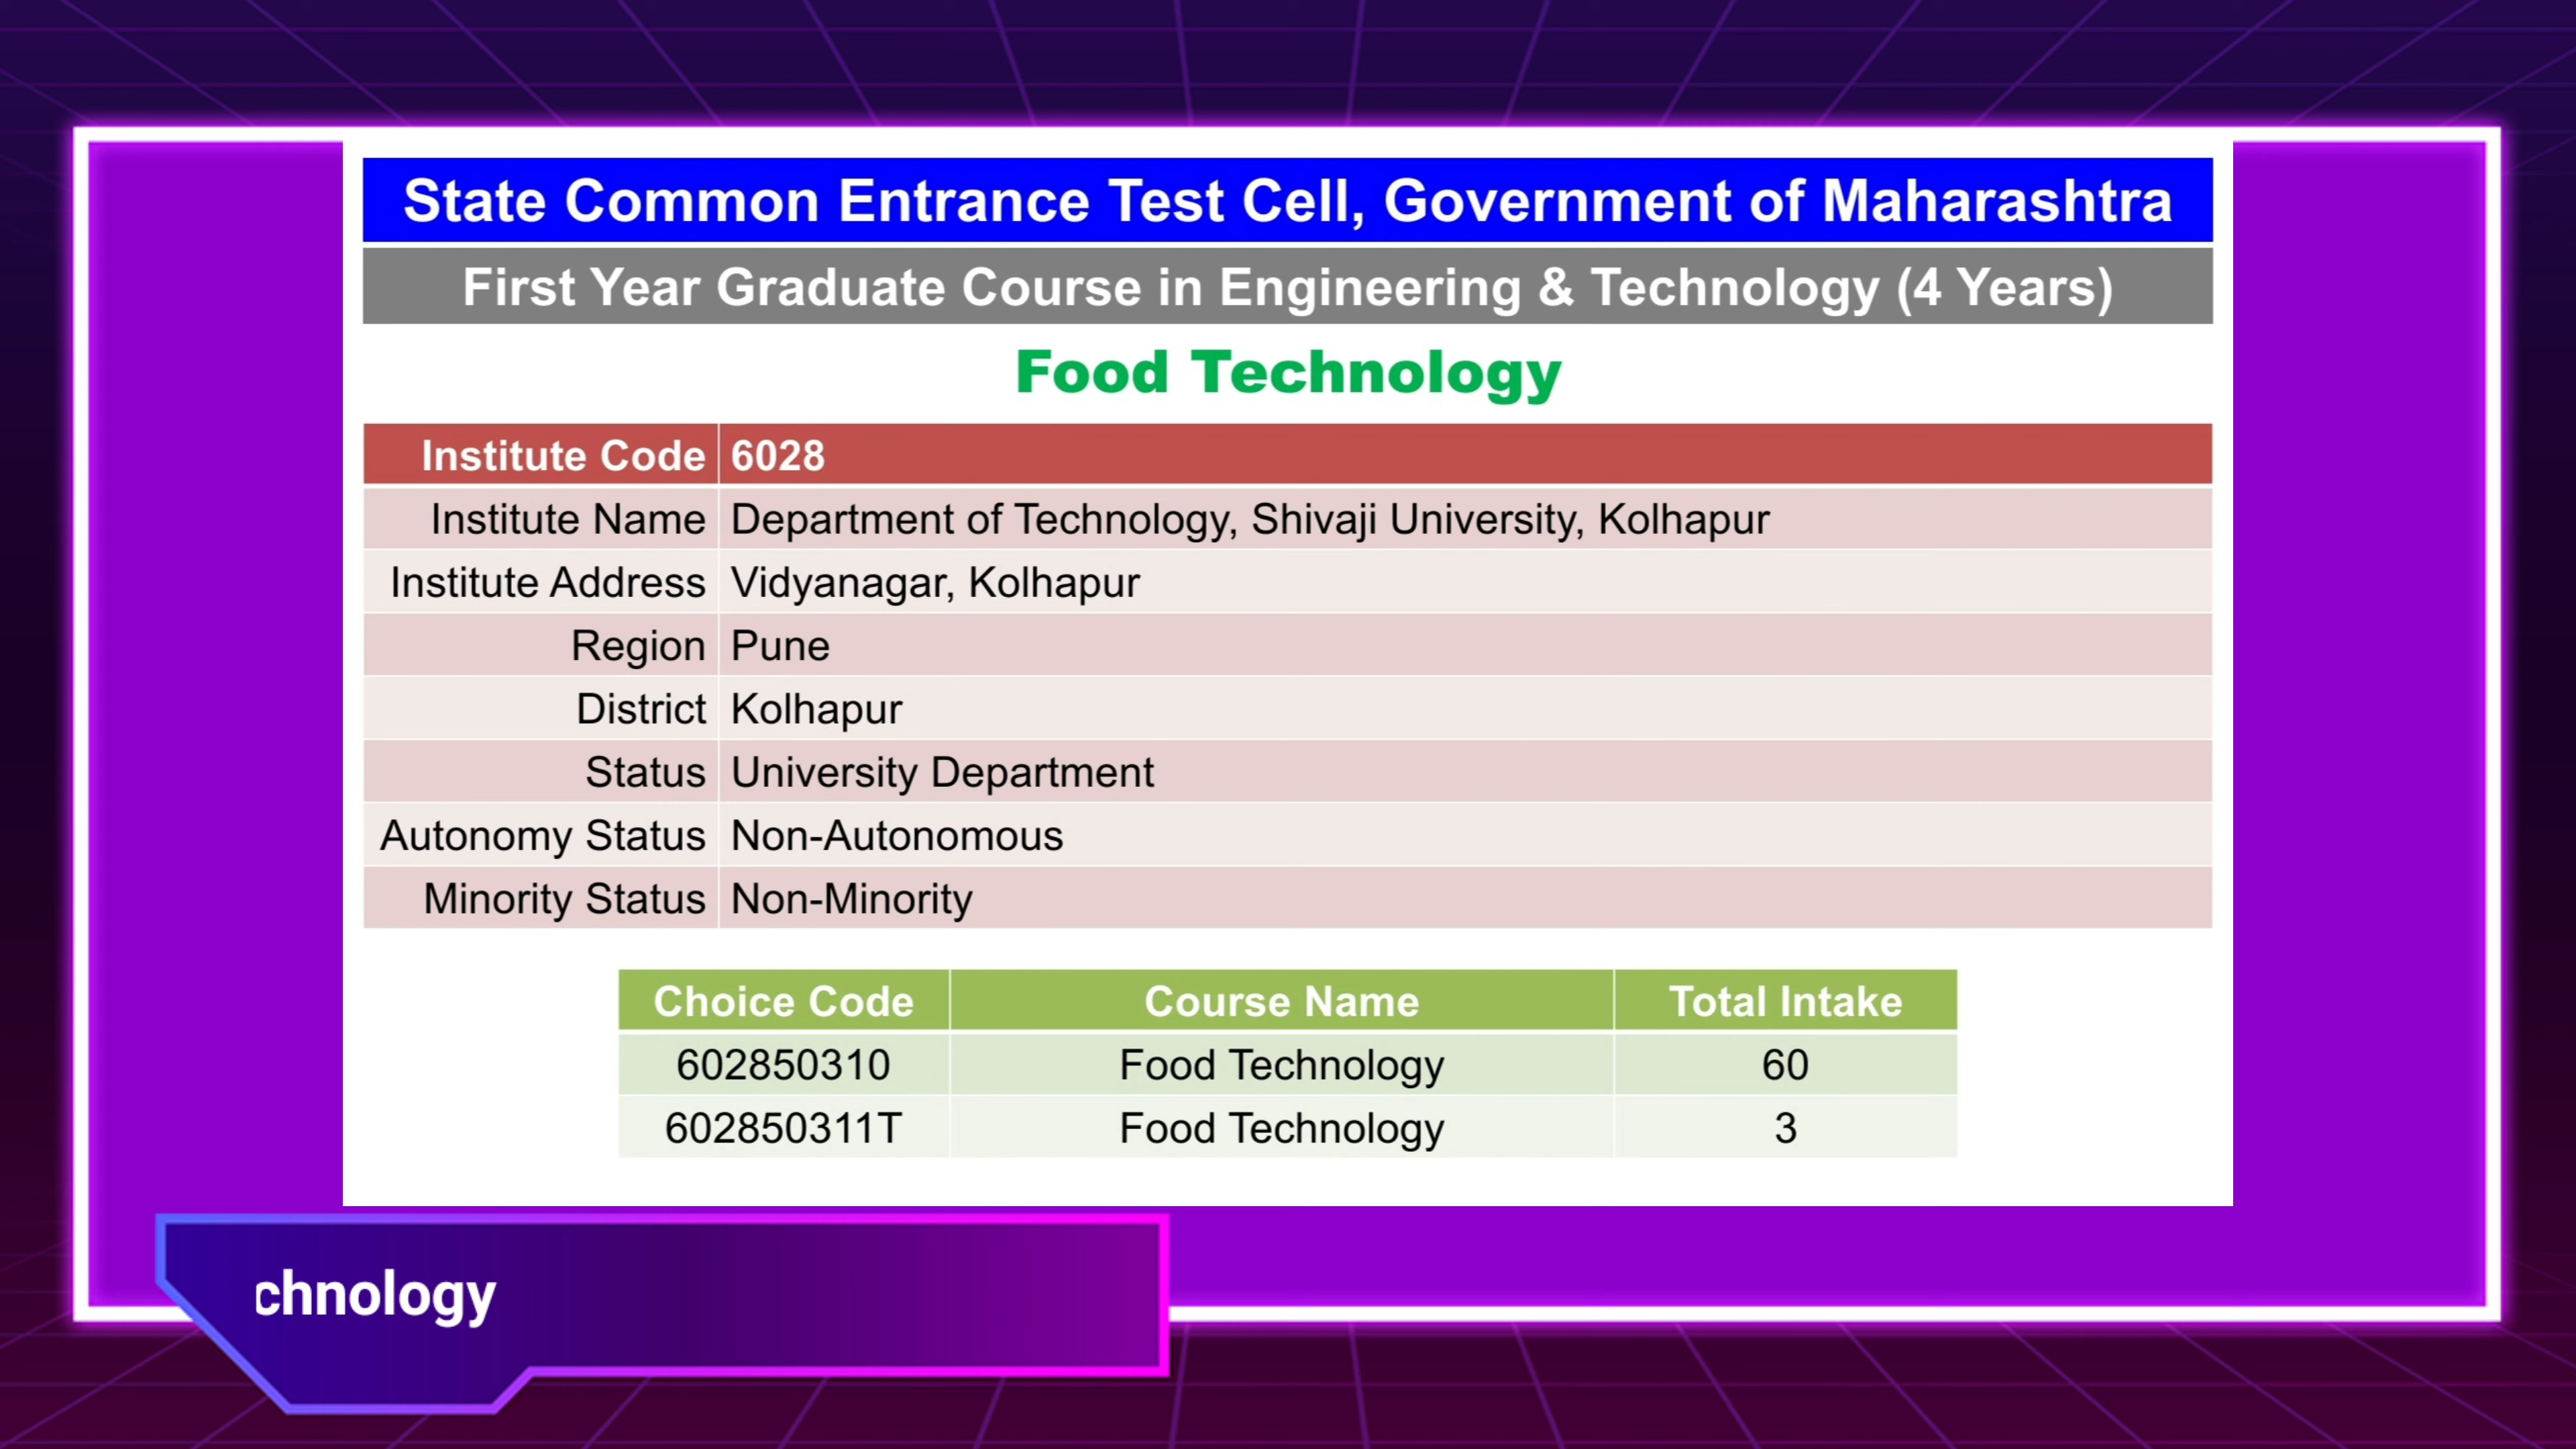 State Common Entrance Test Cell, Government of Maharashtra
First Year Graduate Course in Engineering & Technology (4 Years)
Food Technology
Institute Code 6028
Institute Name Department of Technology, Shivaji University, Kolhapur
Institute Address Vidyanagar, Kolhapur
Region Pune
District Kolhapur
Status University Department
Autonomy Status Non-Autonomous
Minority Status Non-Minority
Choice Code Course Name Total Intake
602850310 Food Technology 60
602850311T Food Technology 3
chnology